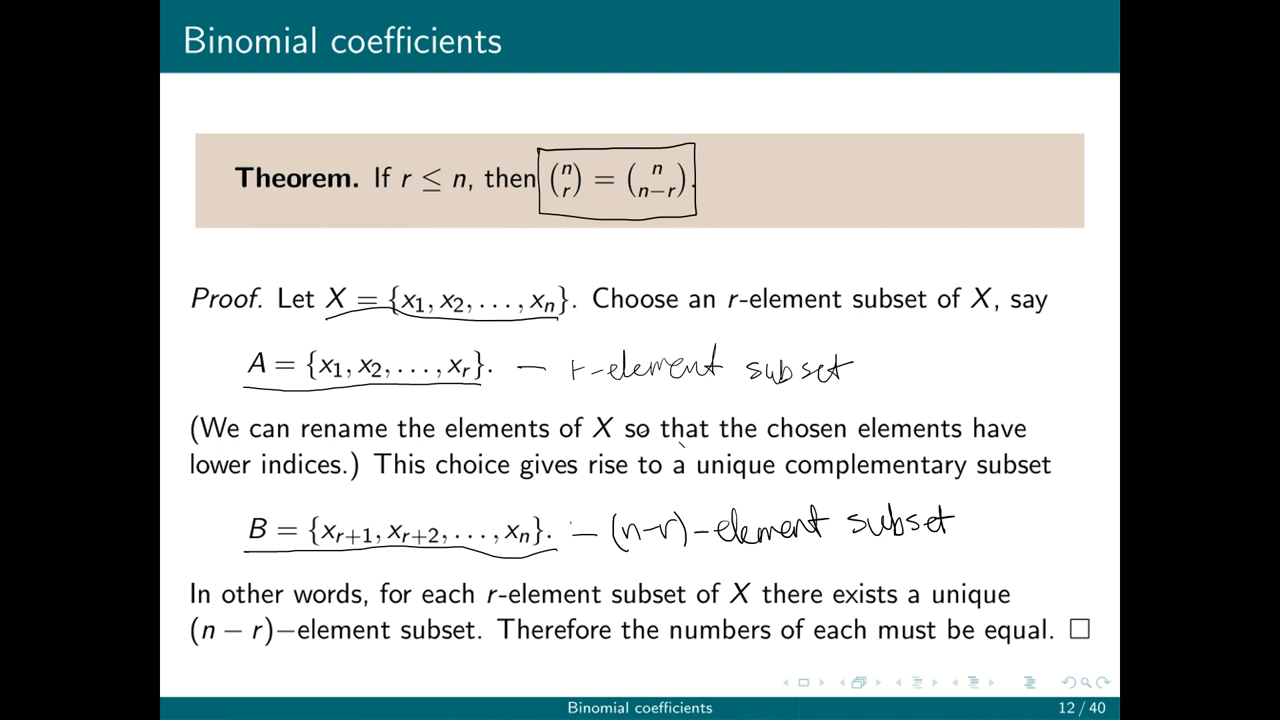 Binomial coefficients
Theorem. If r ≤ n, then (n r) = (n n−r).
Proof. Let X = {x₁, x₂, . . . , xₙ}. Choose an r-element subset of X, say
A = {x₁, x₂, . . . , xᵣ}. — r-element subset
(We can rename the elements of X so that the chosen elements have
lower indices.) This choice gives rise to a unique complementary subset
B = {xᵣ₊₁, xᵣ₊₂, . . . , xₙ}. — (n-r)-element subset
In other words, for each r-element subset of X there exists a unique
(n − r)−element subset. Therefore the numbers of each must be equal. □
Binomial coefficients 12 / 40